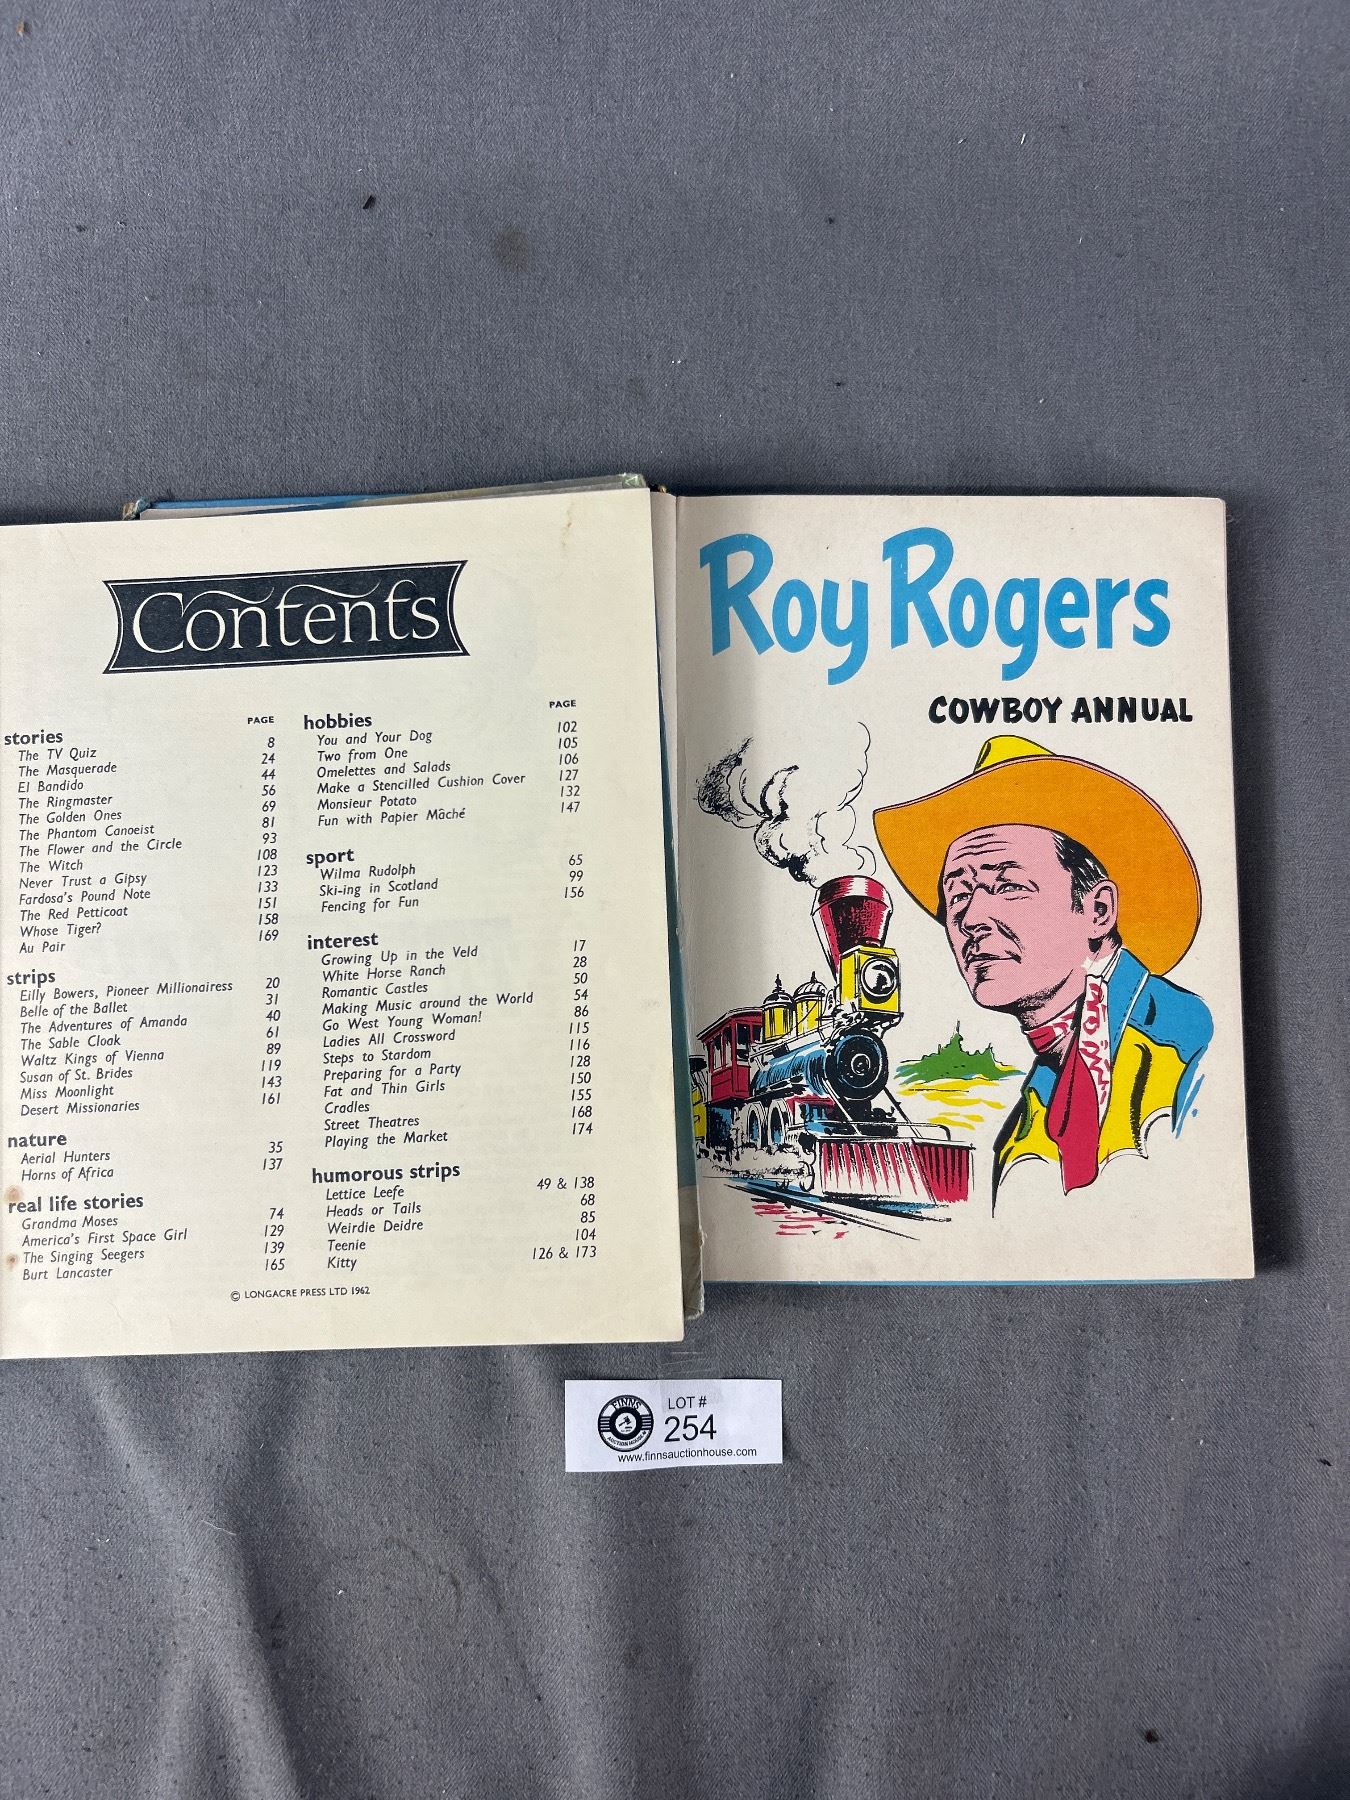 Contents
PAGE
stories
The TV Quiz 8
The Masquerade 24
El Bandido 44
The Ringmaster 56
The Golden Ones 69
The Phantom Canoeist 81
The Flower and the Circle 93
The Witch 108
Never Trust a Gipsy 123
Fardosa's Pound Note 133
The Red Petticoat 151
Whose Tiger? 158
Au Pair 169
strips
Eilly Bowers, Pioneer Millionairess 20
Belle of the Ballet 31
The Adventures of Amanda 40
The Sable Cloak 61
Waltz Kings of Vienna 89
Susan of St. Brides 119
Miss Moonlight 143
Desert Missionaries 161
nature
Aerial Hunters 35
Horns of Africa 137
real life stories
Grandma Moses 74
America's First Space Girl 129
The Singing Seegers 139
Burt Lancaster 165
PAGE
hobbies
You and Your Dog 102
Two from One 105
Omelettes and Salads 106
Make a Stencilled Cushion Cover 127
Monsieur Potato 132
Fun with Papier Mâché 147
sport
Wilma Rudolph 65
Ski-ing in Scotland 99
Fencing for Fun 156
interest
Growing Up in the Veld 17
White Horse Ranch 28
Romantic Castles 50
Making Music around the World 54
Go West Young Woman! 86
Ladies All Crossword 115
Steps to Stardom 116
Preparing for a Party 128
Fat and Thin Girls 150
Cradles 155
Street Theatres 168
Playing the Market 174
humorous strips
Lettice Leefe 49 & 138
Heads or Tails 68
Weirdie Deidre 85
Teenie 104
Kitty 126 & 173
© LONGACRE PRESS LTD 1962
Roy Rogers
COWBOY ANNUAL
FINNS
AUCTION HOUSE
LOT #
254
www.finnsauctionhouse.com